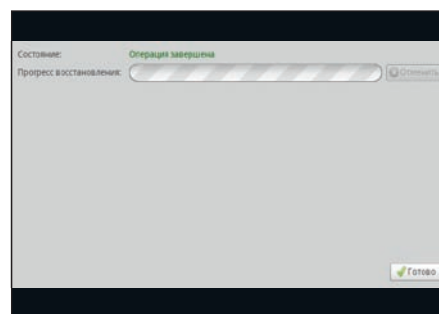 Состояние: Операция завершена
Прогресс восстановления: Отменить
Готово